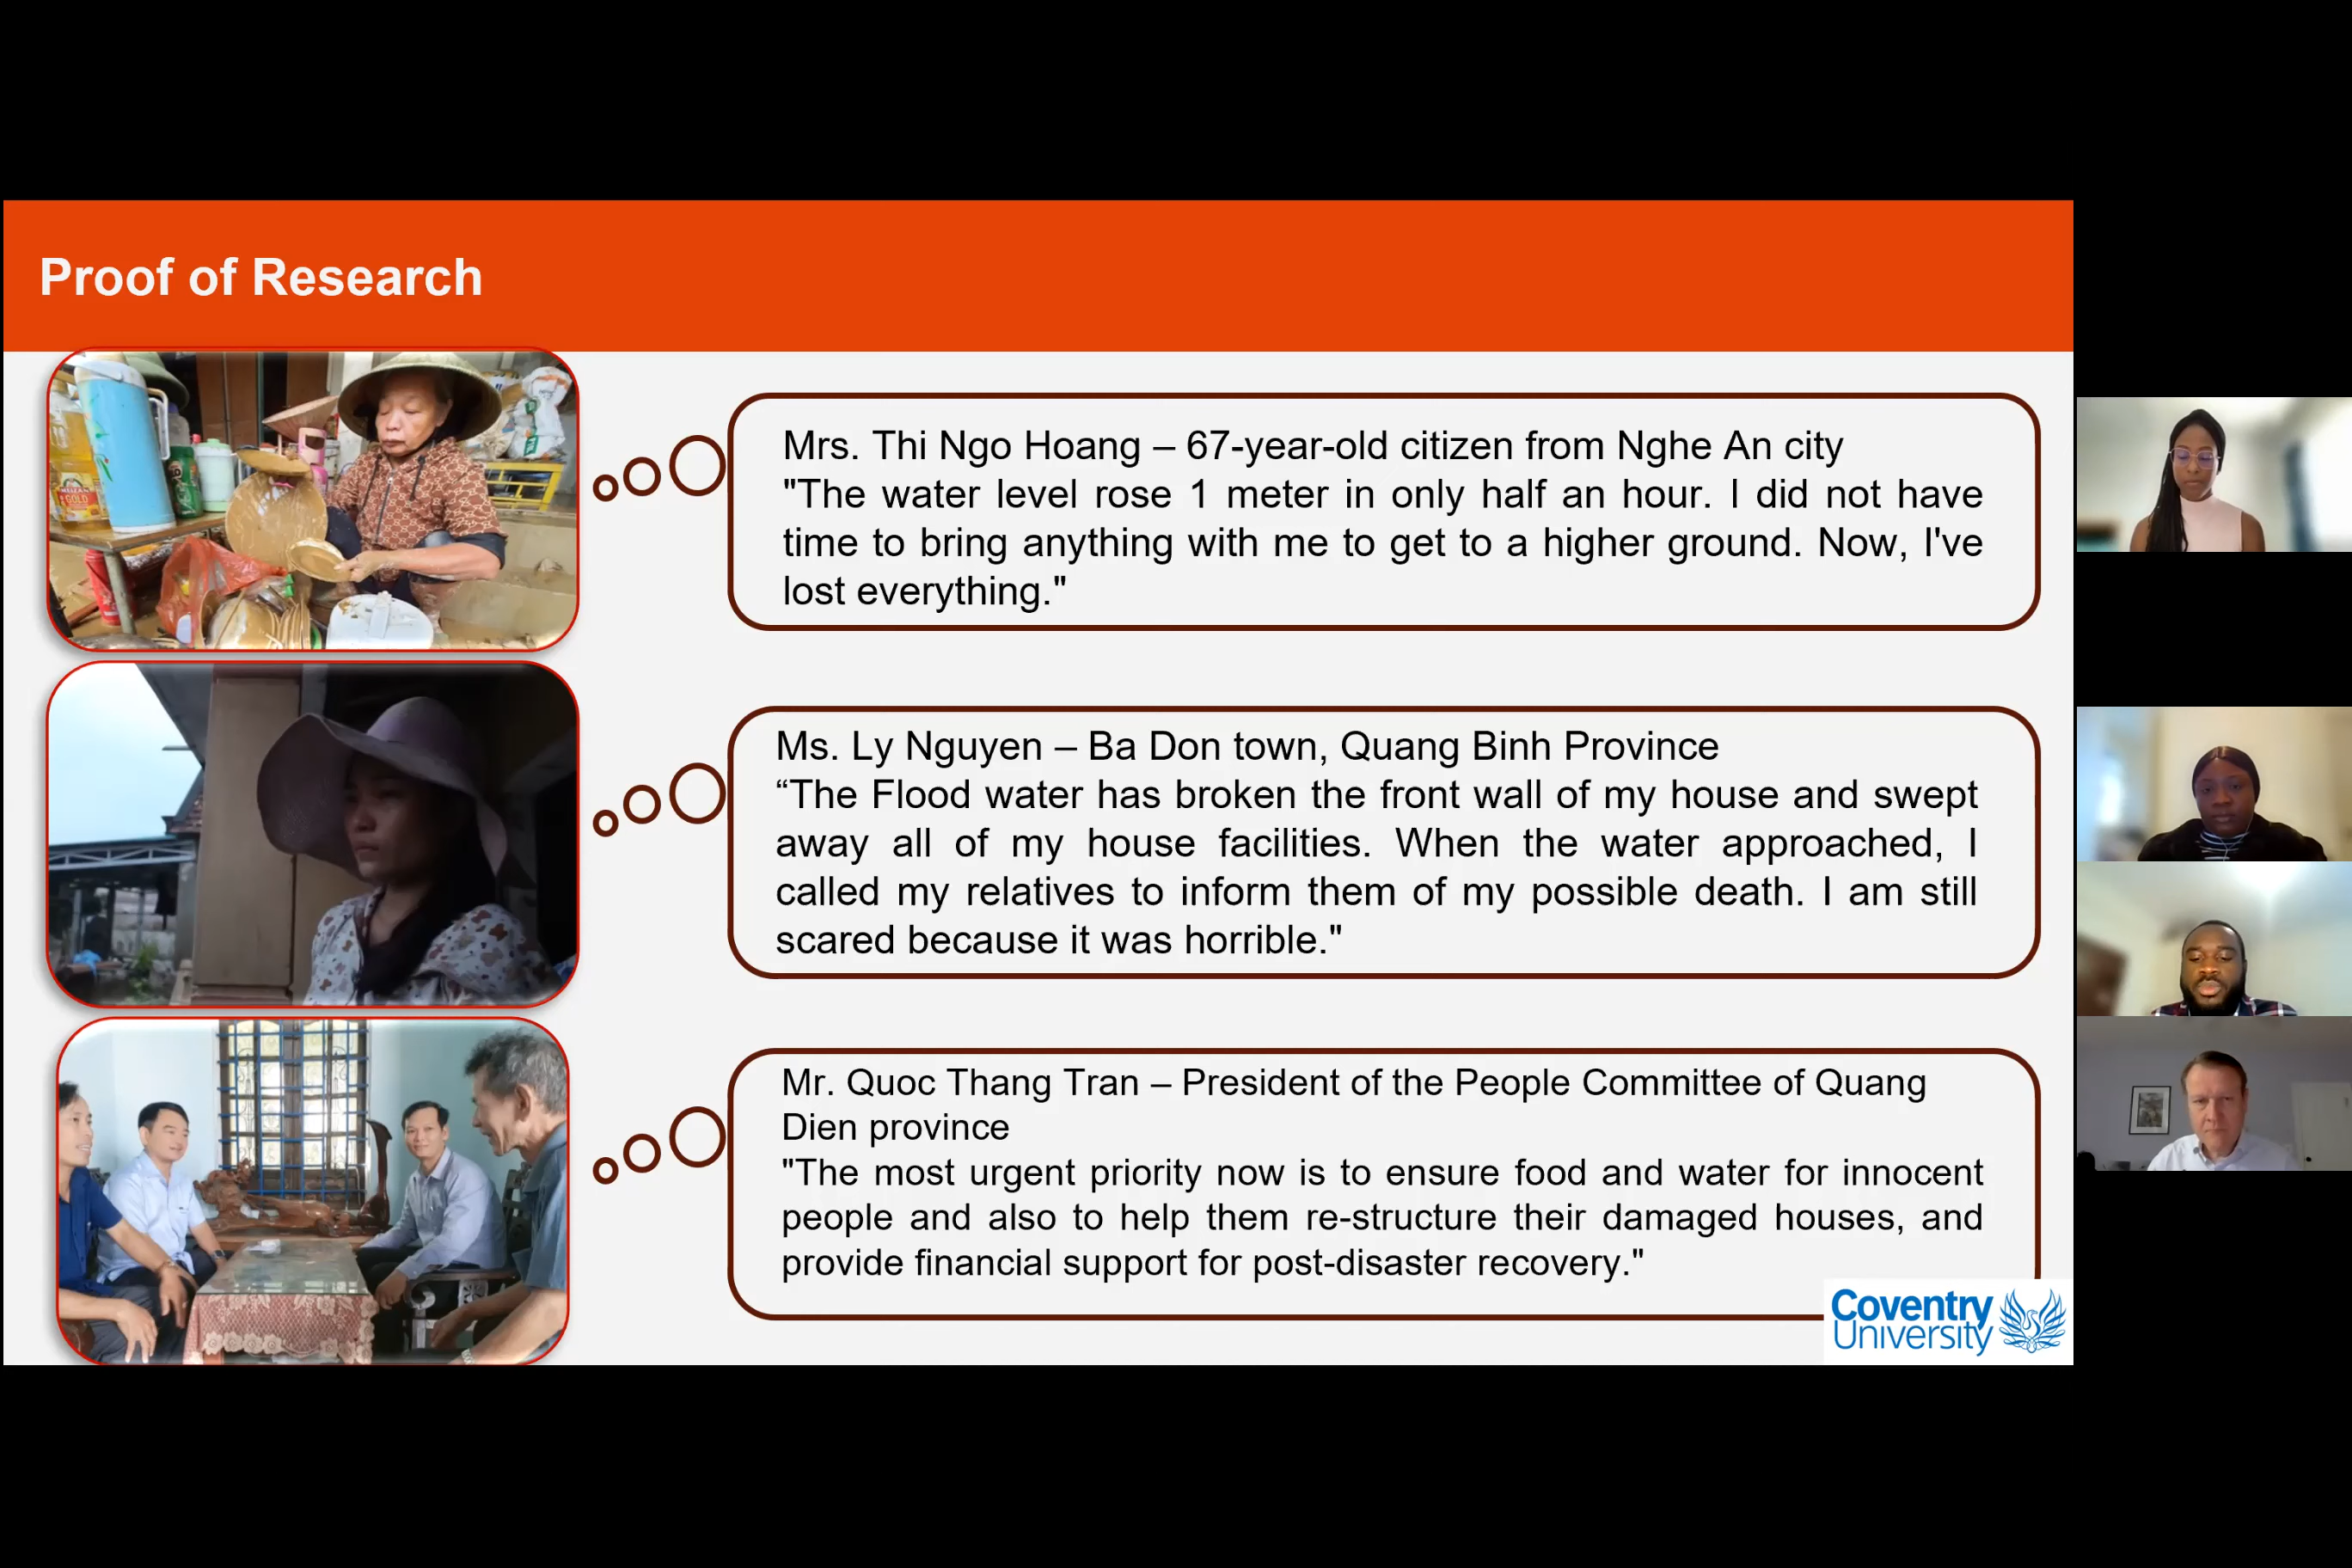 Proof of Research
Mrs. Thi Ngo Hoang – 67-year-old citizen from Nghe An city
"The water level rose 1 meter in only half an hour. I did not have
time to bring anything with me to get to a higher ground. Now, I've
lost everything."
Ms. Ly Nguyen – Ba Don town, Quang Binh Province
“The Flood water has broken the front wall of my house and swept
away all of my house facilities. When the water approached, I
called my relatives to inform them of my possible death. I am still
scared because it was horrible."
Mr. Quoc Thang Tran – President of the People Committee of Quang
Dien province
"The most urgent priority now is to ensure food and water for innocent
people and also to help them re-structure their damaged houses, and
provide financial support for post-disaster recovery."
Coventry
University
GOLD